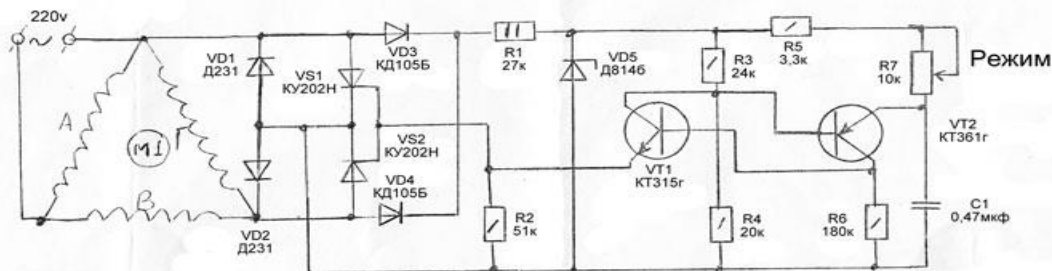 220v
~
A
M1
B
VD1
Д231
VD2
Д231
VS1
КУ202Н
VS2
КУ202Н
VD3
КД105Б
VD4
КД105Б
R1
27к
R2
51к
VD5
Д814б
R3
24к
VT1
КТ315г
R4
20к
R5
3,3к
R7
10к
Режим
VT2
КТ361г
R6
180к
C1
0,47мкф